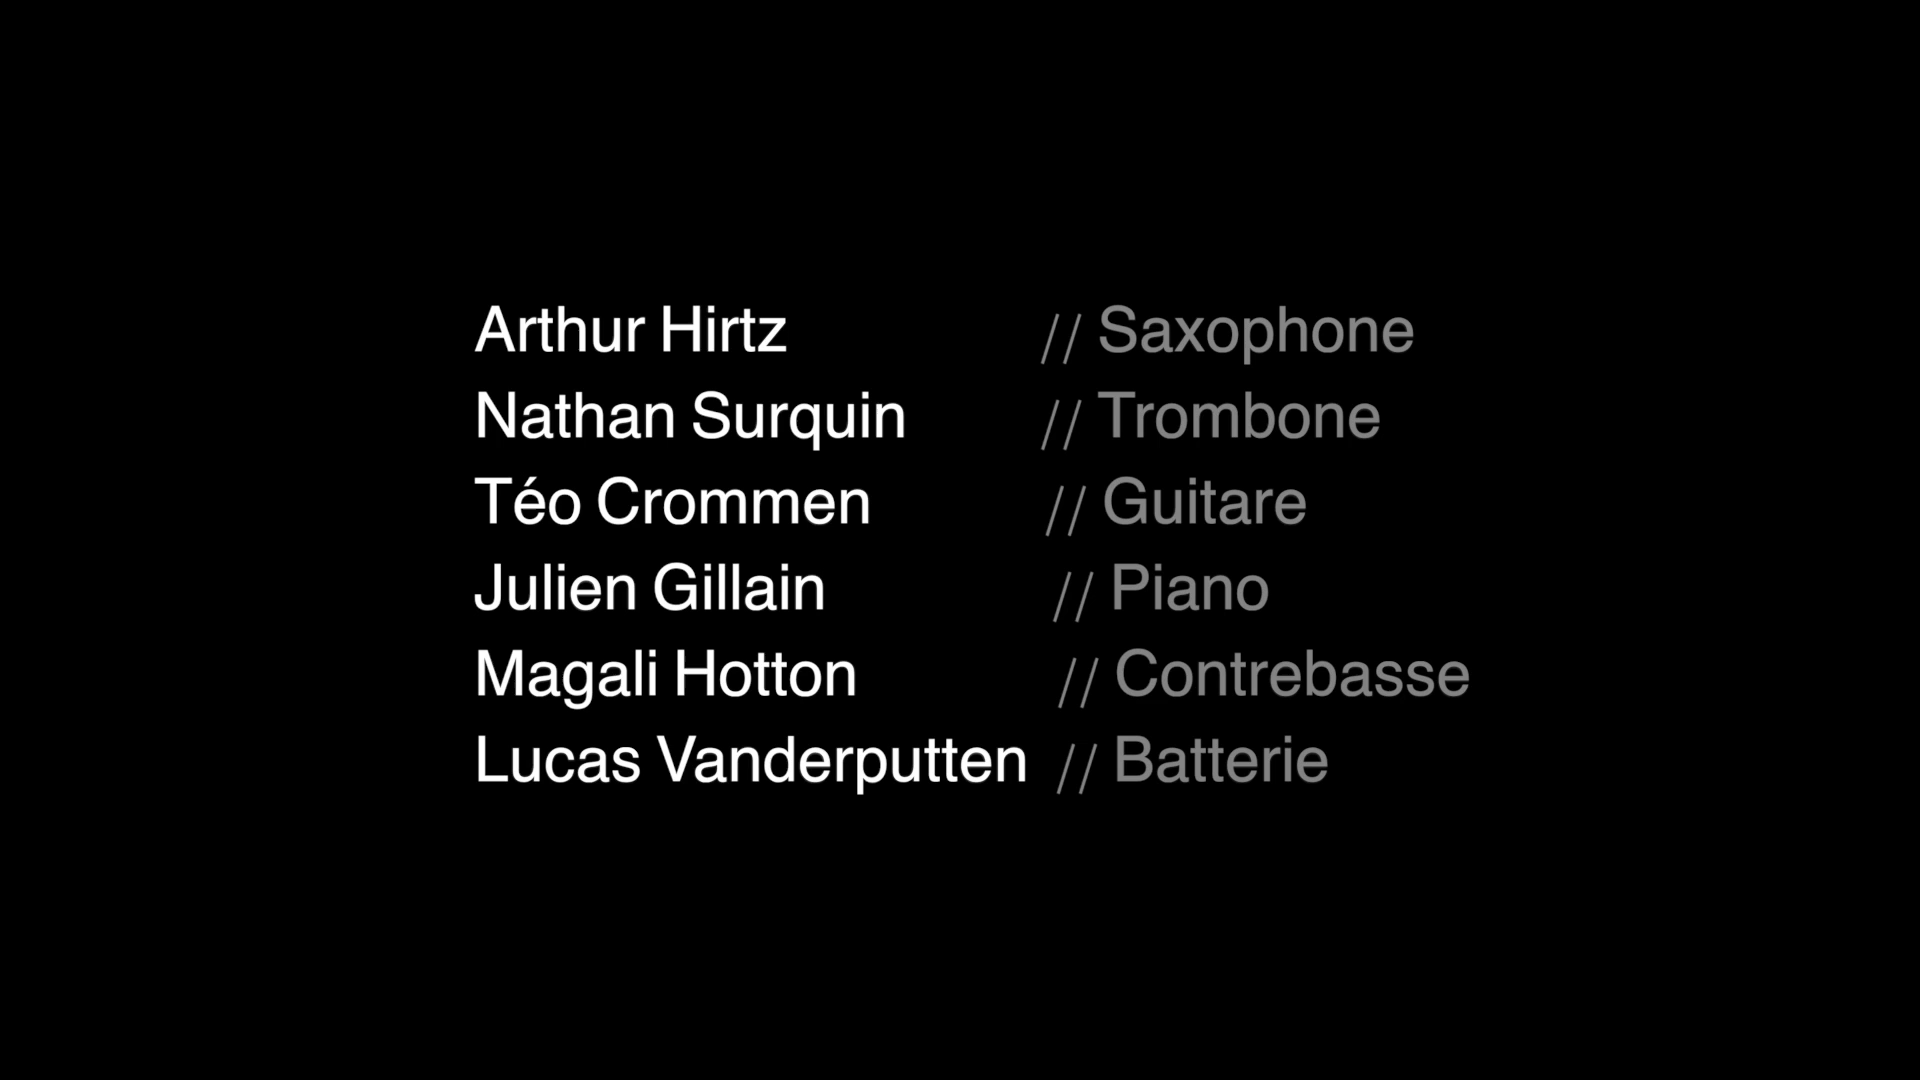 Arthur Hirtz // Saxophone
Nathan Surquin // Trombone
Téo Crommen // Guitare
Julien Gillain // Piano
Magali Hotton // Contrebasse
Lucas Vanderputten // Batterie